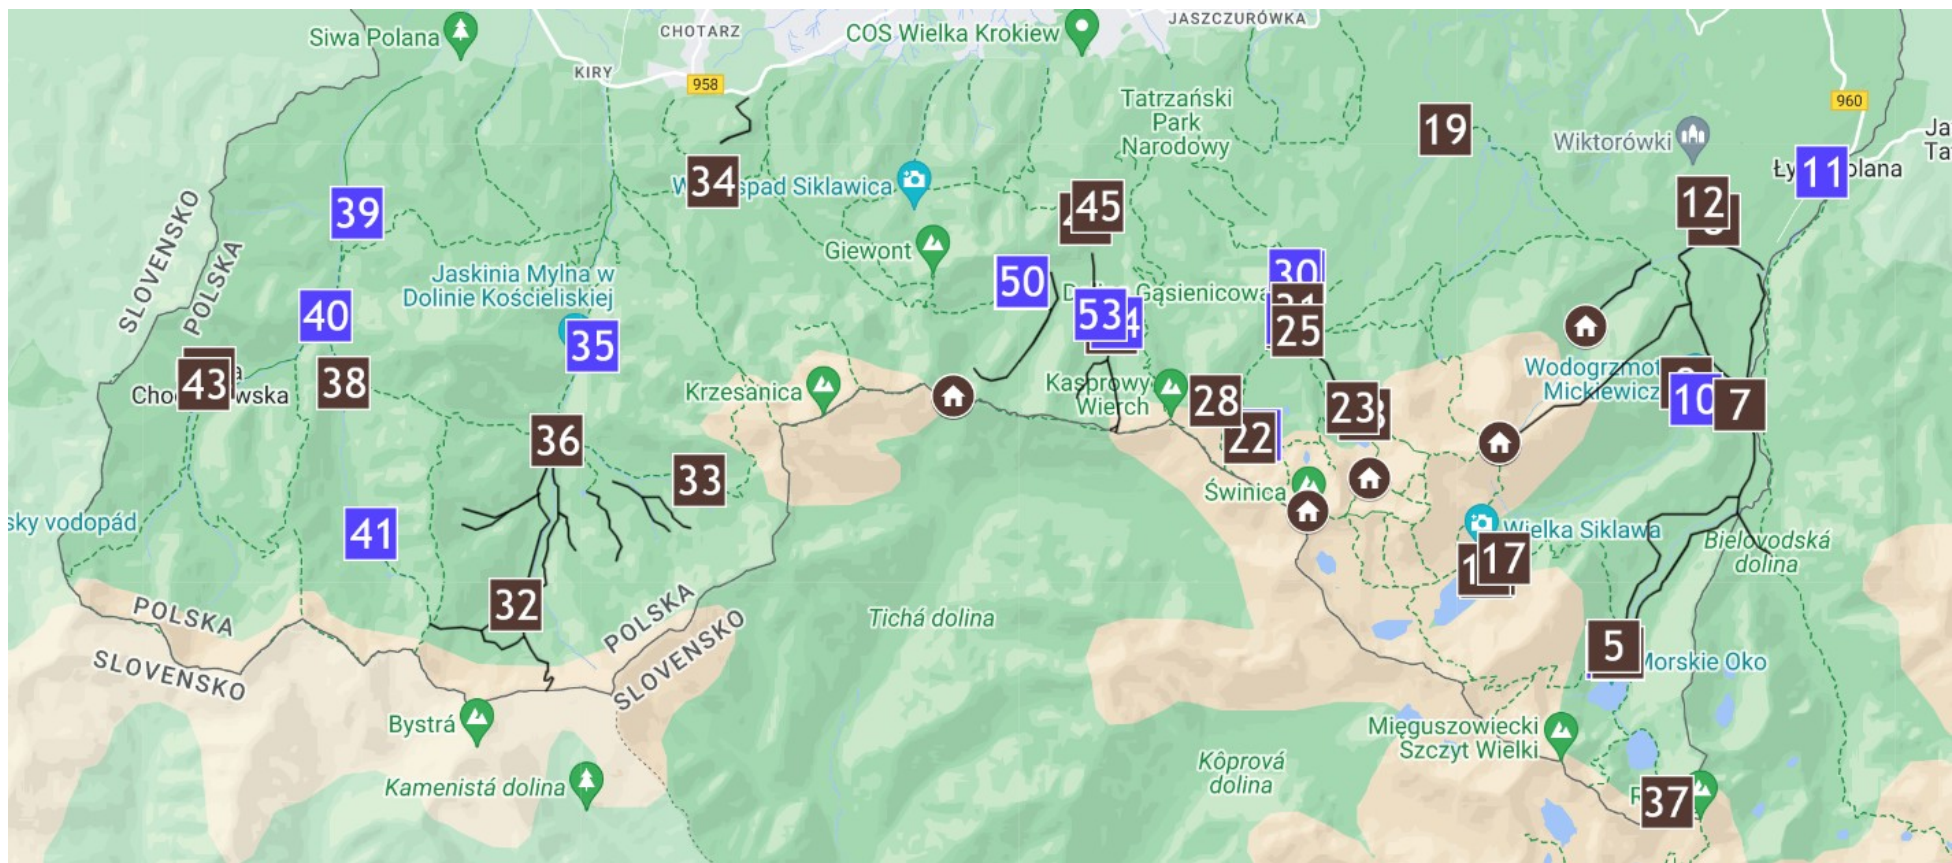 Siwa Polana
CHOTARZ
COS Wielka Krokiew
JASZCZURÓWKA
KIRY
958
960
Tatrzański
Park
Narodowy
19
Wiktorówki
11
34
Siklawica
45
12
39
Giewont
SLOVENSKO
POLSKA
Jaskinia Mylna w
Dolinie Kościeliskiej
50
30
Gąsienicowa
40
53
25
35
43
38
Krzesanica
Kasprowy
Wierch
28
23
22
Wodogrzmot
Mickiewicz
10
7
36
33
Świnica
sky vodopád
41
Wielka Siklawa
17
Bielovodská
dolina
32
POLSKA
SLOVENSKO
POLSKA
SLOVENSKO
Tichá dolina
5
Morskie Oko
Bystrá
Mięguszowiecki
Szczyt Wielki
Kamenistá dolina
Kôprová
dolina
37